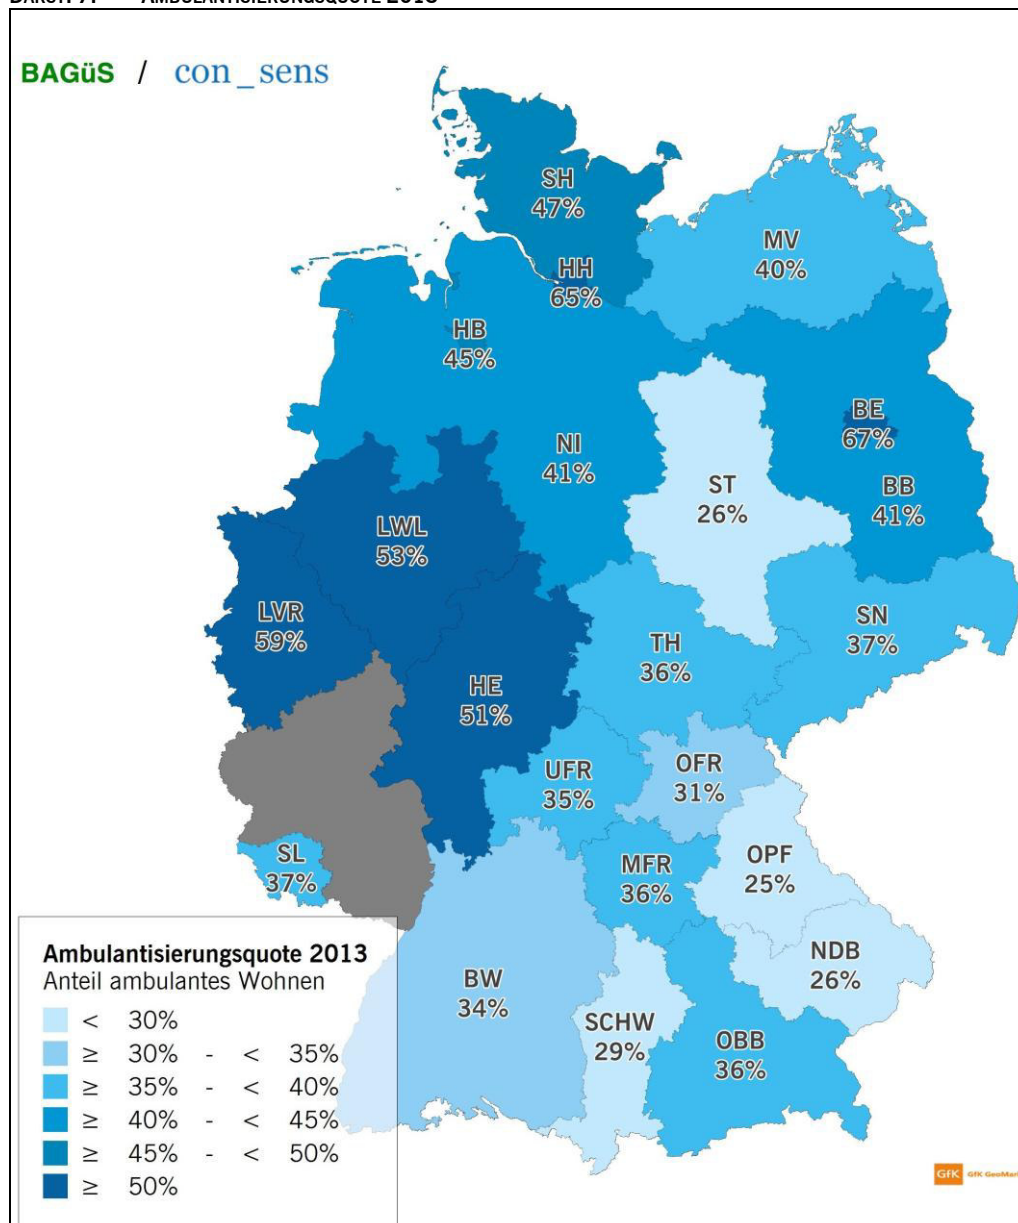 BAGüS / con_sens
SH
47%
MV
40%
HH
65%
HB
45%
BE
67%
NI
41%
ST
26%
BB
41%
LWL
53%
LVR
59%
SN
37%
TH
36%
HE
51%
UFR
35%
OFR
31%
SL
37%
MFR
36%
OPF
25%
NDB
26%
BW
34%
SCHW
29%
OBB
36%
Ambulantisierungsquote 2013
Anteil ambulantes Wohnen
< 30%
≥ 30% - < 35%
≥ 35% - < 40%
≥ 40% - < 45%
≥ 45% - < 50%
≥ 50%
GfK